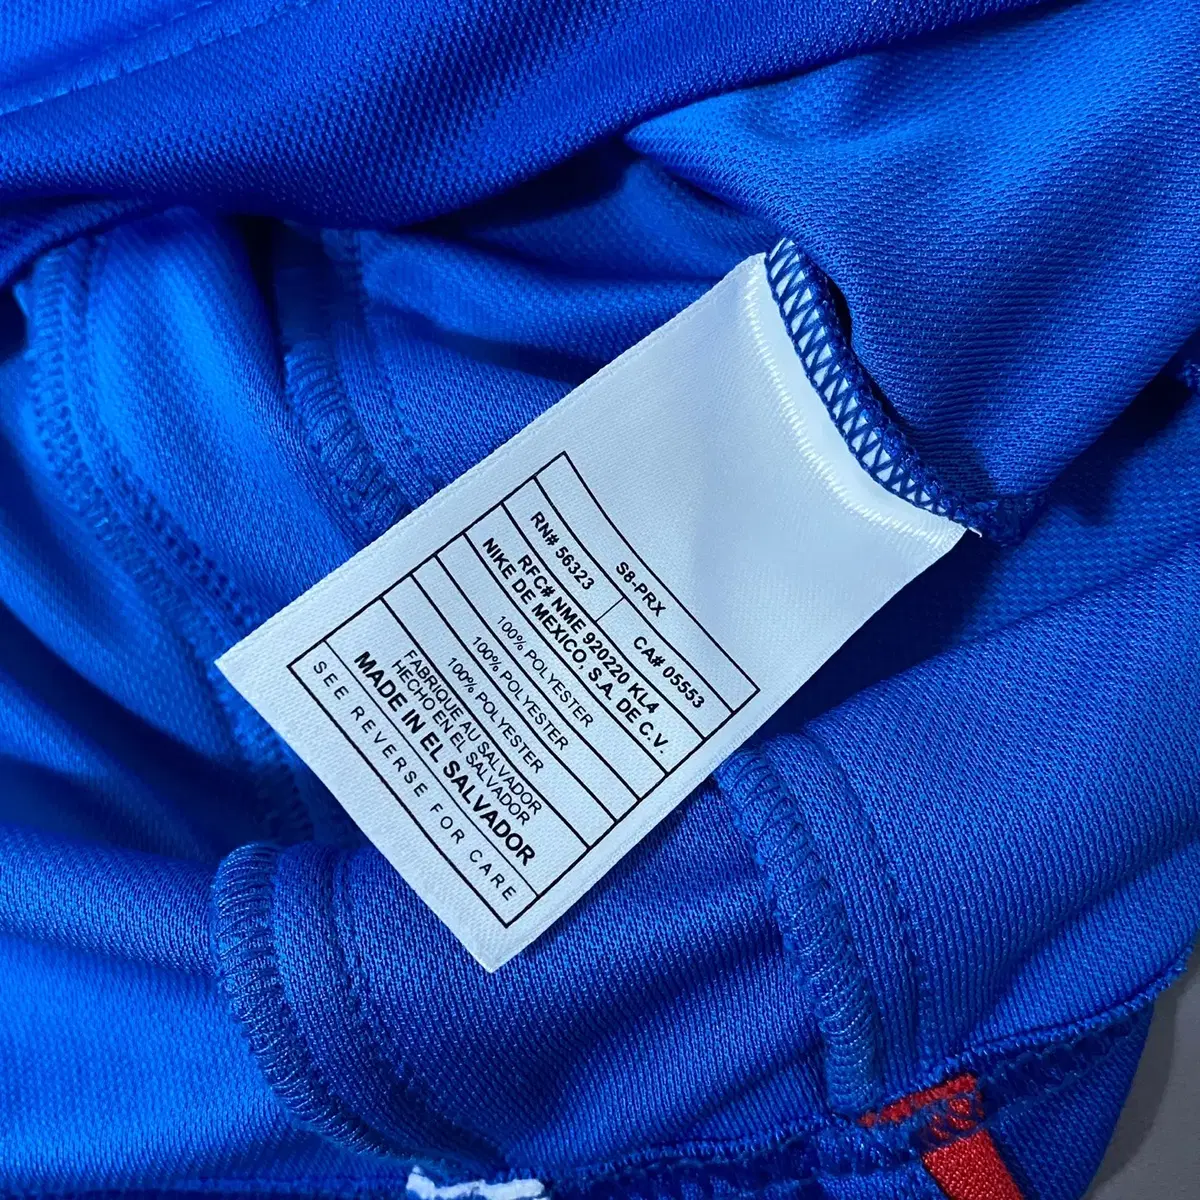 S8-PRX
RN# 56323 CA# 05553
RFC# NME 920220 KL4
NIKE DE MEXICO, S.A. DE C.V.
100% POLYESTER
100% POLYESTER
100% POLYESTER
FABRIQUE AU SALVADOR
HECHO EN EL SALVADOR
MADE IN EL SALVADOR
SEE REVERSE FOR CARE